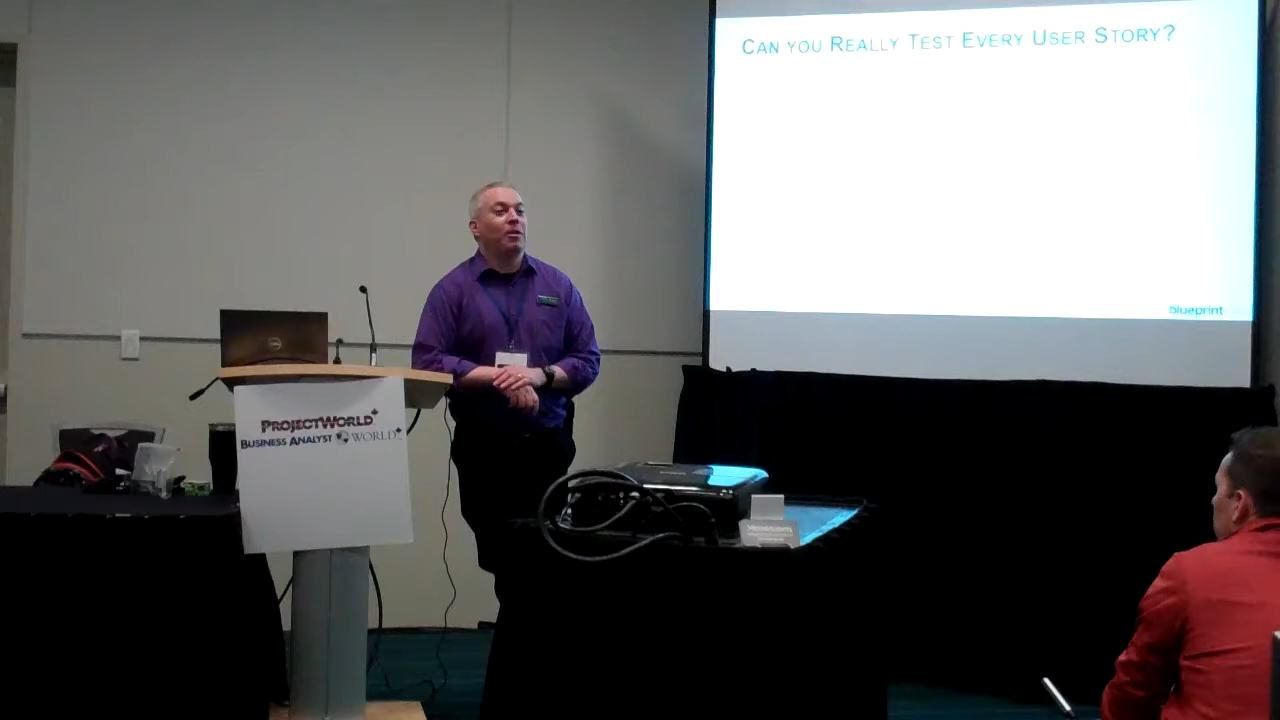 CAN YOU REALLY TEST EVERY USER STORY?
blueprint
PROJECTWORLD
BUSINESS ANALYST WORLD